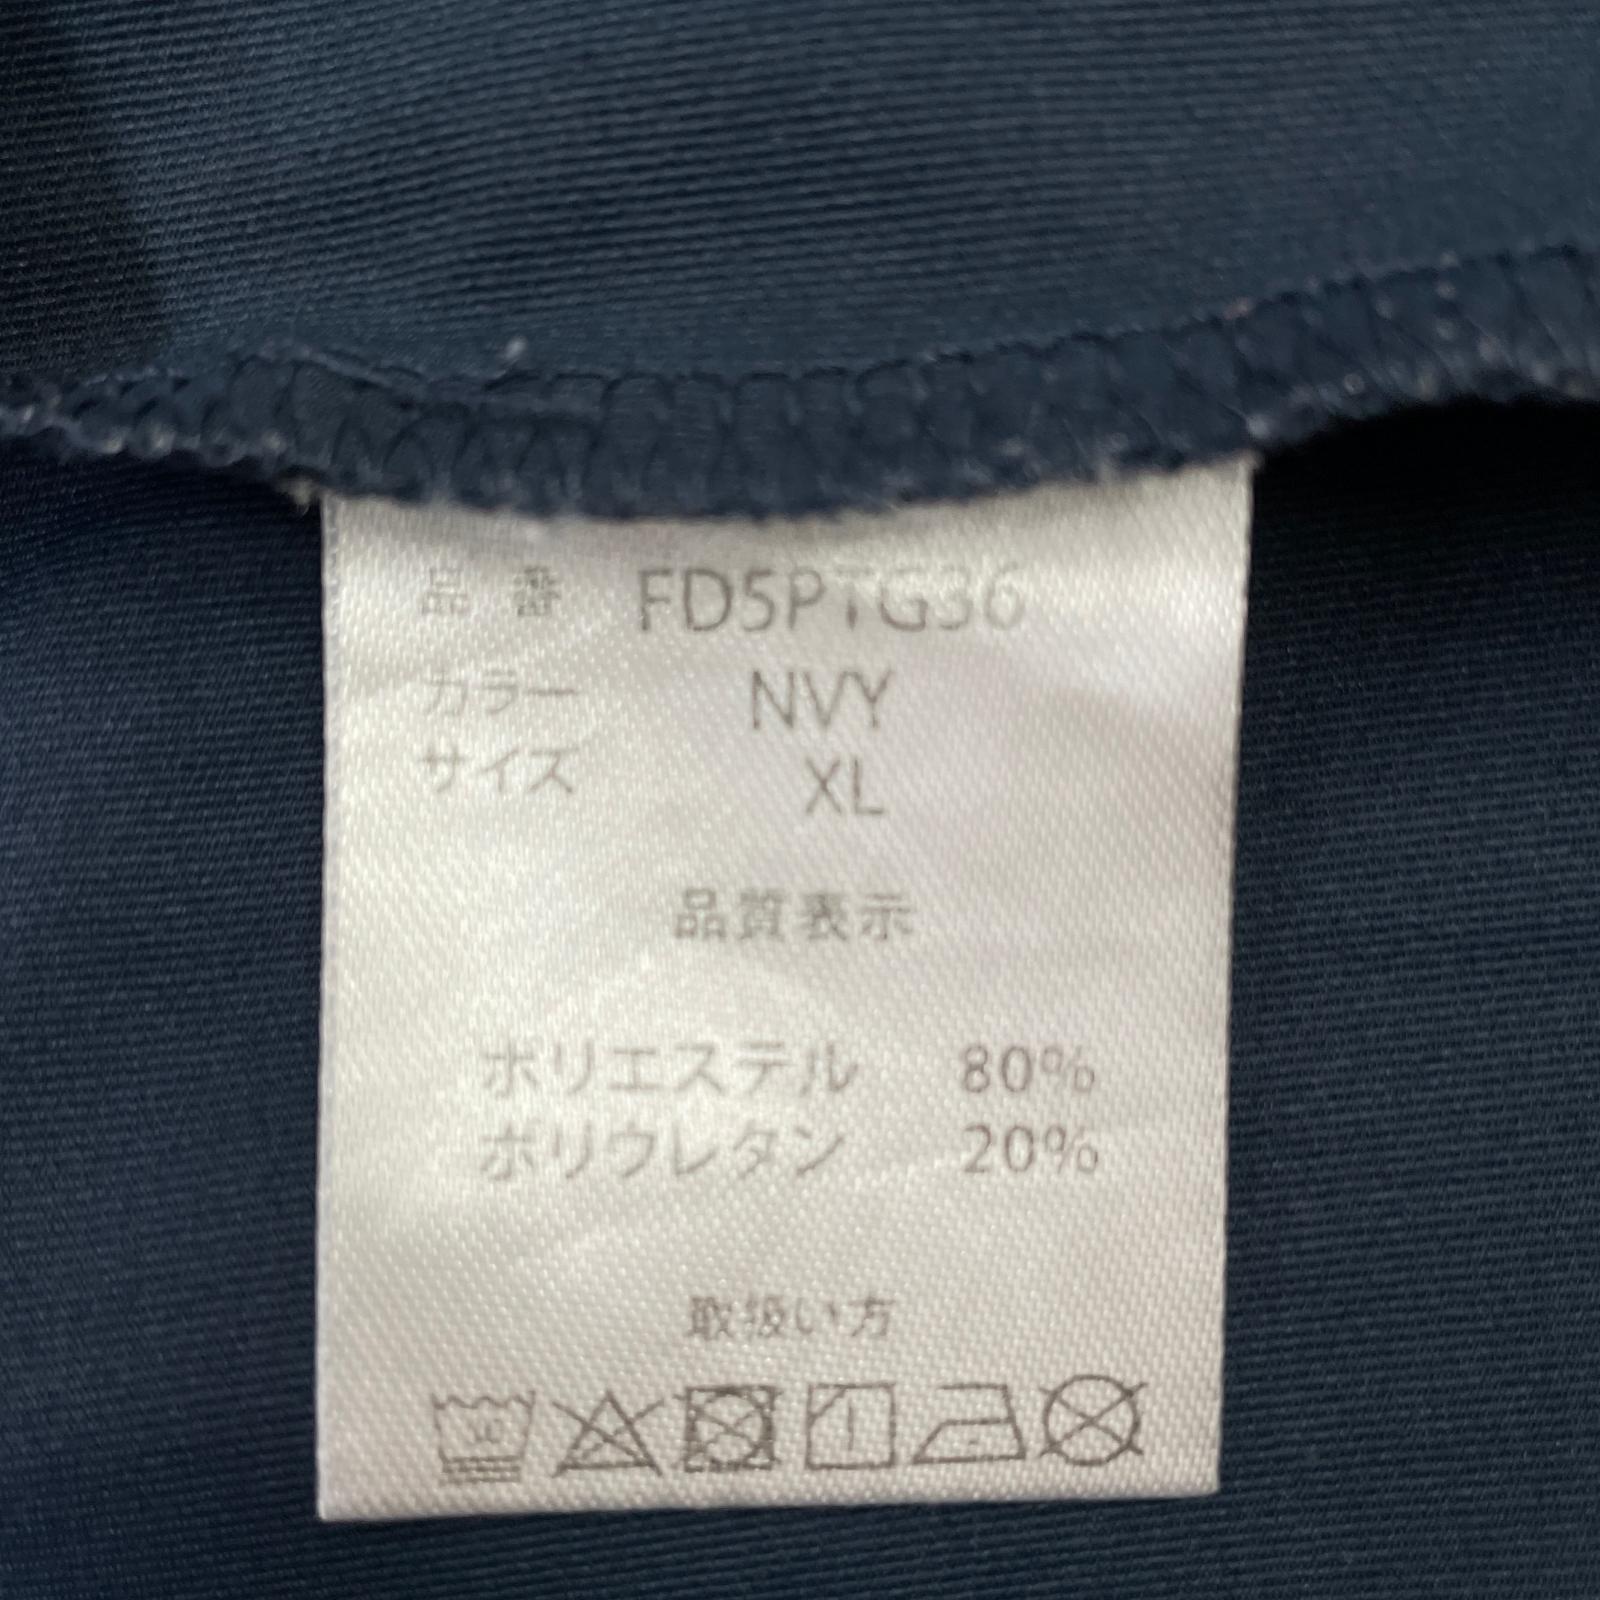 品番 FD5PTG36
カラー NVY
サイズ XL
品質表示
ポリエステル 80%
ポリウレタン 20%
取扱い方